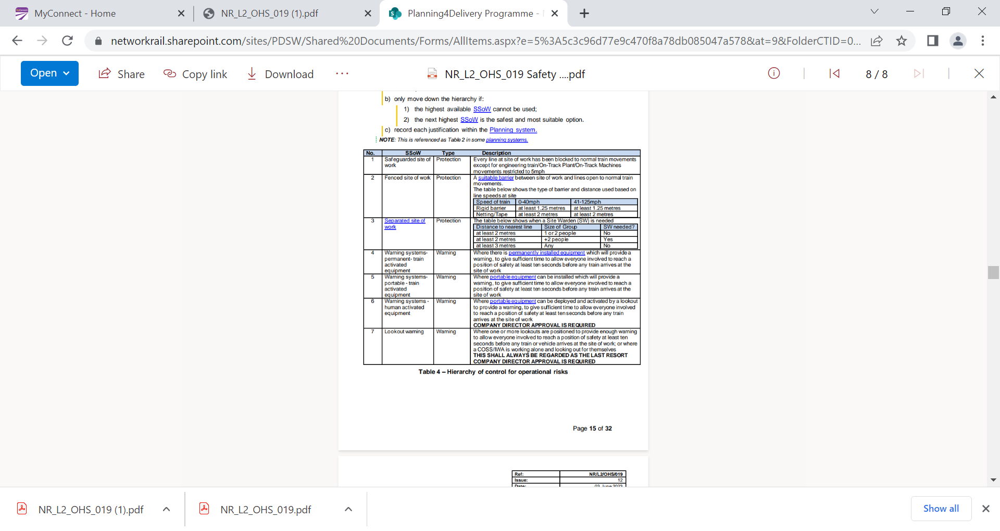 MyConnect - Home
NR_L2_OHS_019 (1).pdf
Planning4Delivery Programme -
networkrail.sharepoint.com/sites/PDSW/Shared%20Documents/Forms/AllItems.aspx?e=5%3A5c3c96d77e9c470f8a78db085047a578&at=9&FolderCTID=0...
Open
Share
Copy link
Download
NR_L2_OHS_019 Safety ....pdf
8 / 8
b) only move down the hierarchy if:
1) the highest available SSoW cannot be used;
2) the next highest SSoW is the safest and most suitable option.
c) record each justification within the Planning system.
NOTE: This is referenced as Table 2 in some planning systems.
No. SSoW Type Description
1 Safeguarded site of work Protection Every line at site of work has been blocked to normal train movements
except for engineering train/On-Track Plant/On-Track Machines
movements restricted to 5mph
2 Fenced site of work Protection A suitable barrier between site of work and lines open to normal train
movements.
The table below shows the type of barrier and distance used based on
line speeds at site
Speed of train 0-40mph 41-125mph
Rigid barrier at least 1.25 metres at least 1.25 metres
Netting/Tape at least 2 metres at least 2 metres
3 Separated site of work Protection The table below shows when a Site Warden (SW) is needed
Distance to nearest line Size of Group SW needed?
at least 2 metres 1 or 2 people No
at least 2 metres +2 people Yes
at least 3 metres Any No
4 Warning systems- permanent- train activated equipment Warning Where there is permanently installed equipment which will provide a
warning, to give sufficient time to allow everyone involved to reach a
position of safety at least ten seconds before any train arrives at the
site of work
5 Warning systems- portable - train activated equipment Warning Where portable equipment can be installed which will provide a
warning, to give sufficient time to allow everyone involved to reach a
position of safety at least ten seconds before any train arrives at the
site of work
6 Warning systems - human activated equipment Warning Where portable equipment can be deployed and activated by a lookout
to provide a warning, to give sufficient time to allow everyone involved
to reach a position of safety at least ten seconds before any train
arrives at the site of work
COMPANY DIRECTOR APPROVAL IS REQUIRED
7 Lookout warning Warning Where one or more lookouts are positioned to provide enough warning
to allow everyone involved to reach a position of safety at least ten
seconds before any train or vehicle arrives at the site of work; or where
a COSS/IWA is working alone and looking out for themselves
THIS SHALL ALWAYS BE REGARDED AS THE LAST RESORT
COMPANY DIRECTOR APPROVAL IS REQUIRED
Table 4 – Hierarchy of control for operational risks
Page 15 of 32
Ref: NR/L2/OHS/019
Issue: 12
Date: 03 June 2023
NR_L2_OHS_019 (1).pdf
NR_L2_OHS_019.pdf
Show all